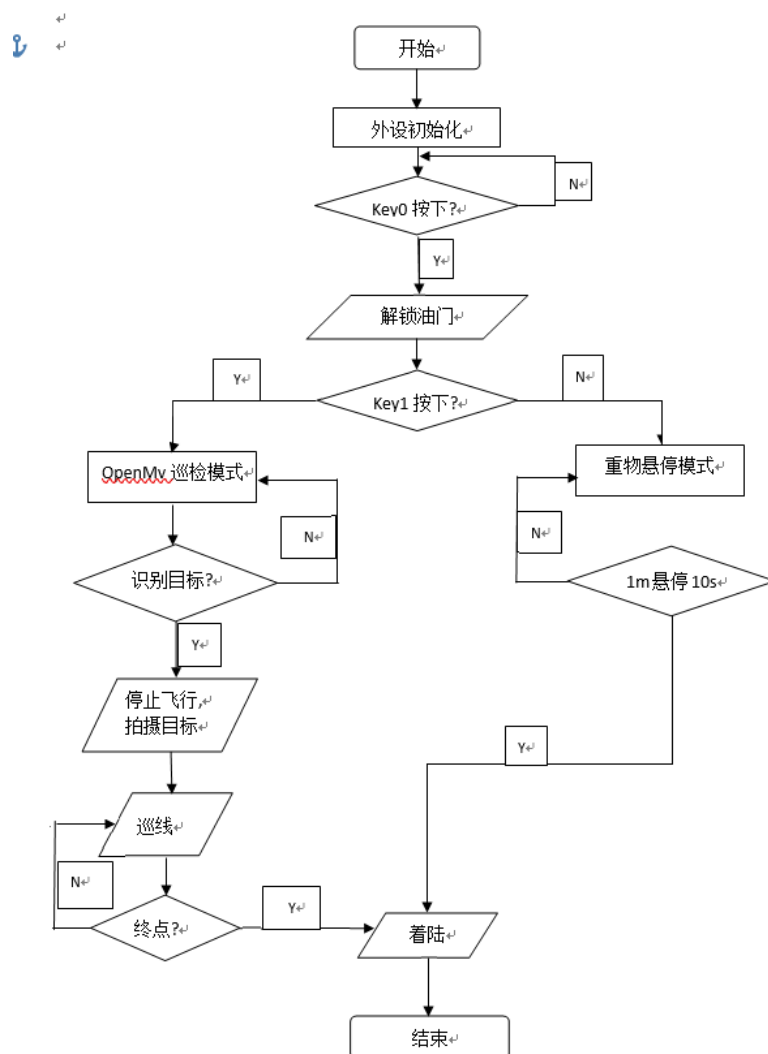 开始
外设初始化
N
Key0 按下?
Y
解锁油门
Y
N
Key1 按下?
OpenMv 巡检模式
重物悬停模式
N
N
识别目标?
1m 悬停 10s
Y
停止飞行,
拍摄目标
Y
巡线
N
Y
终点?
着陆
结束